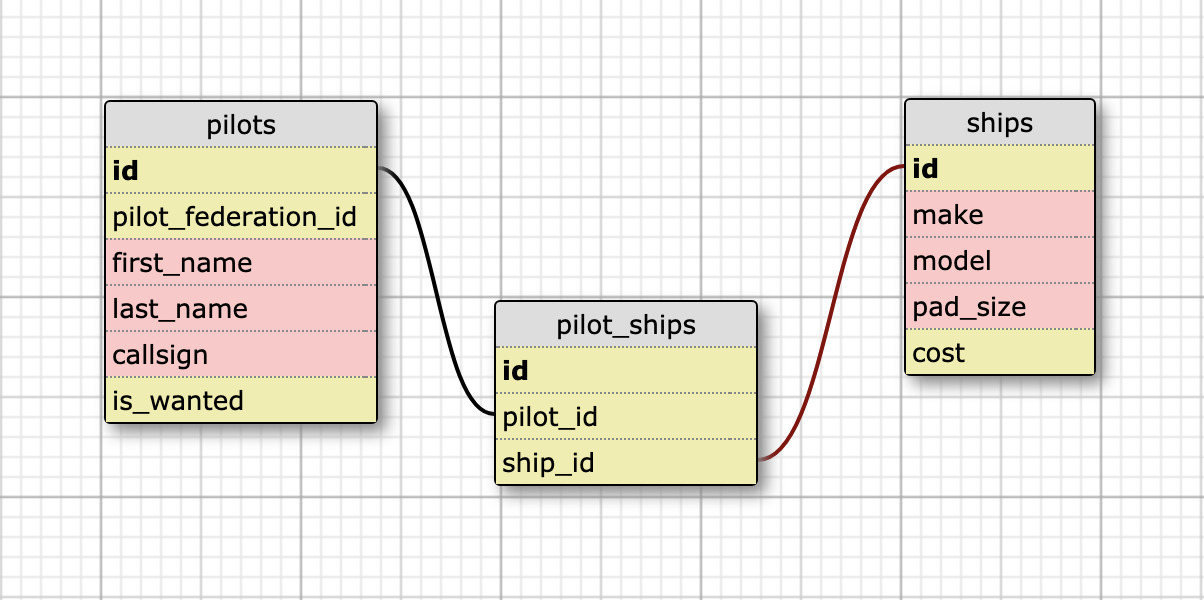 pilots
id
pilot_federation_id
first_name
last_name
callsign
is_wanted
pilot_ships
id
pilot_id
ship_id
ships
id
make
model
pad_size
cost